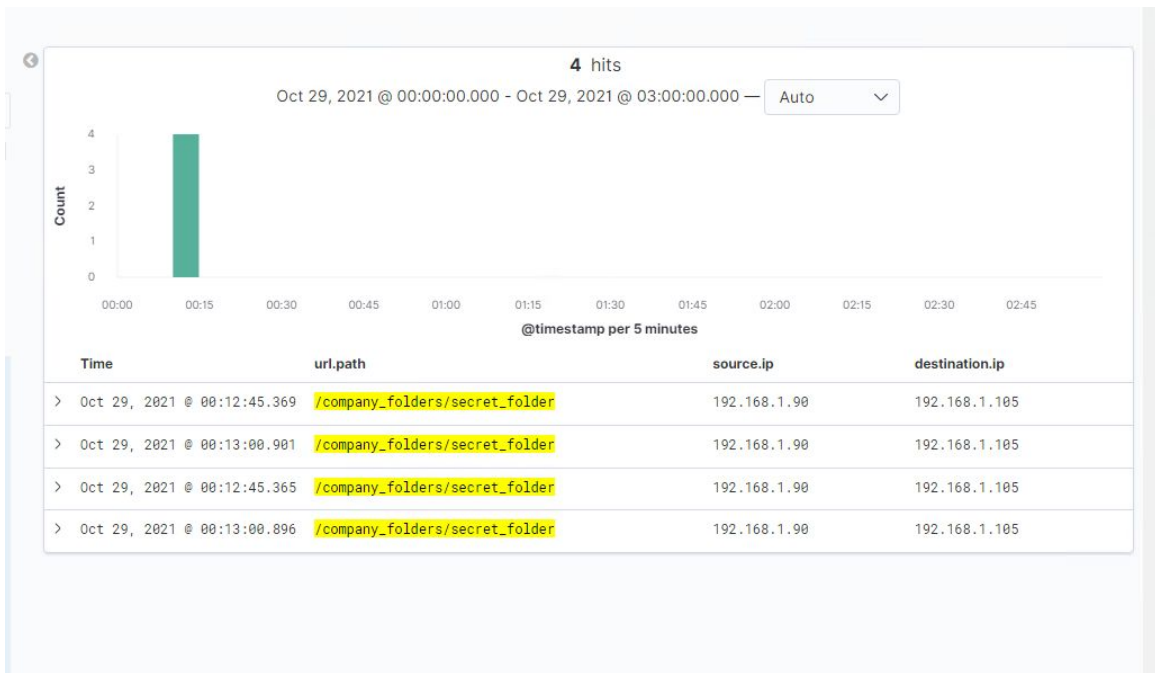 4 hits
Oct 29, 2021 @ 00:00:00.000 - Oct 29, 2021 @ 03:00:00.000 — Auto
4
3
2
1
0
Count
00:00 00:15 00:30 00:45 01:00 01:15 01:30 01:45 02:00 02:15 02:30 02:45
@timestamp per 5 minutes
Time url.path source.ip destination.ip
> Oct 29, 2021 @ 00:12:45.369 /company_folders/secret_folder 192.168.1.90 192.168.1.105
> Oct 29, 2021 @ 00:13:00.901 /company_folders/secret_folder 192.168.1.90 192.168.1.105
> Oct 29, 2021 @ 00:12:45.365 /company_folders/secret_folder 192.168.1.90 192.168.1.105
> Oct 29, 2021 @ 00:13:00.896 /company_folders/secret_folder 192.168.1.90 192.168.1.105